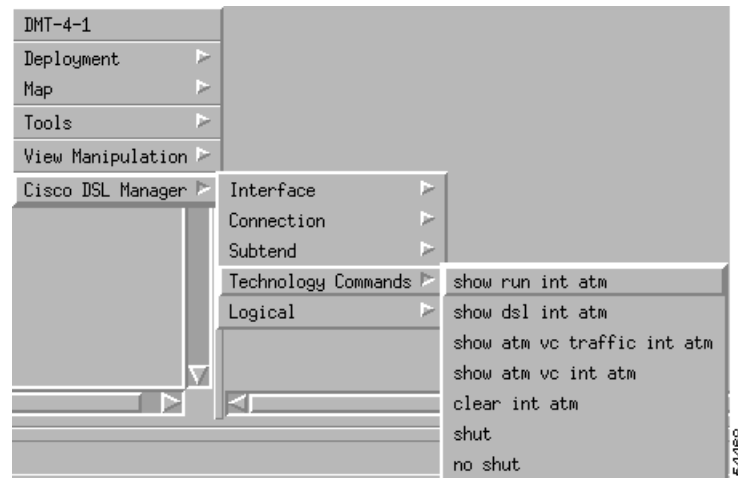 DMT-4-1
Deployment
Map
Tools
View Manipulation
Cisco DSL Manager
Interface
Connection
Subtend
Technology Commands
Logical
show run int atm
show dsl int atm
show atm vc traffic int atm
show atm vc int atm
clear int atm
shut
no shut